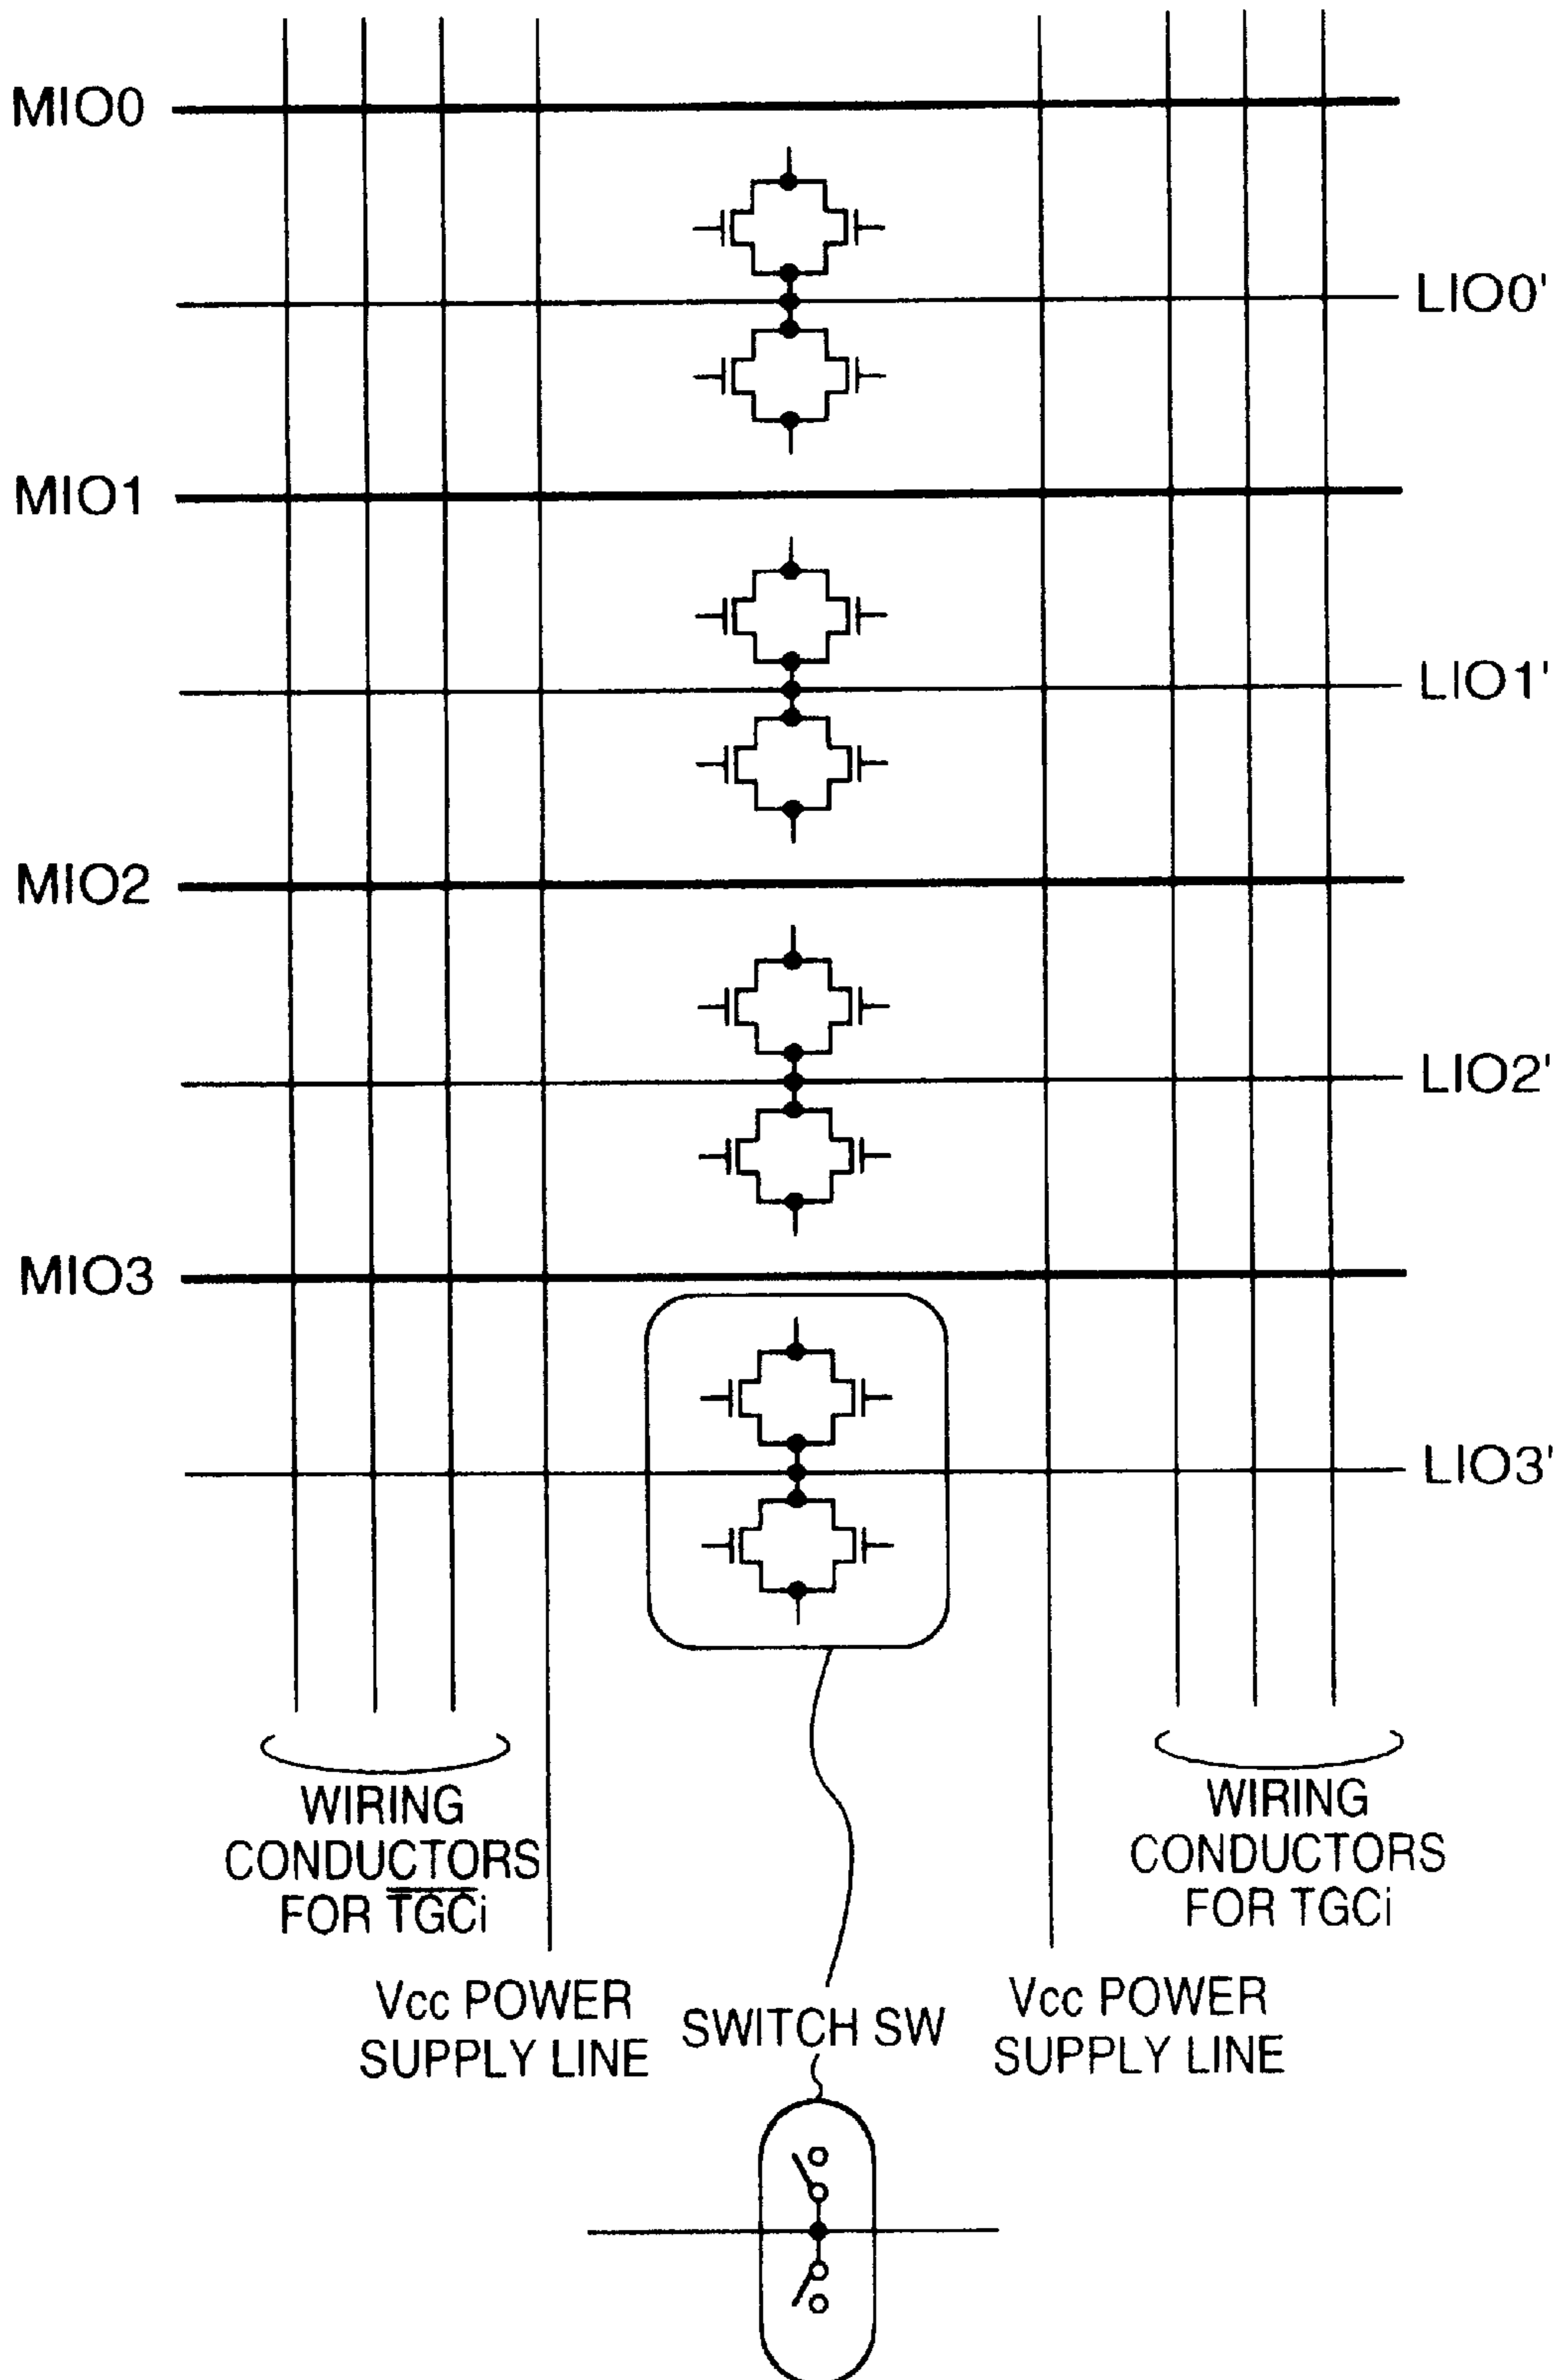 MIO0
LIO0'
MIO1
LIO1'
MIO2
LIO2'
MIO3
LIO3'
WIRING
CONDUCTORS
FOR T̅G̅C̅i
WIRING
CONDUCTORS
FOR TGCi
Vcc POWER
SUPPLY LINE
SWITCH SW
Vcc POWER
SUPPLY LINE